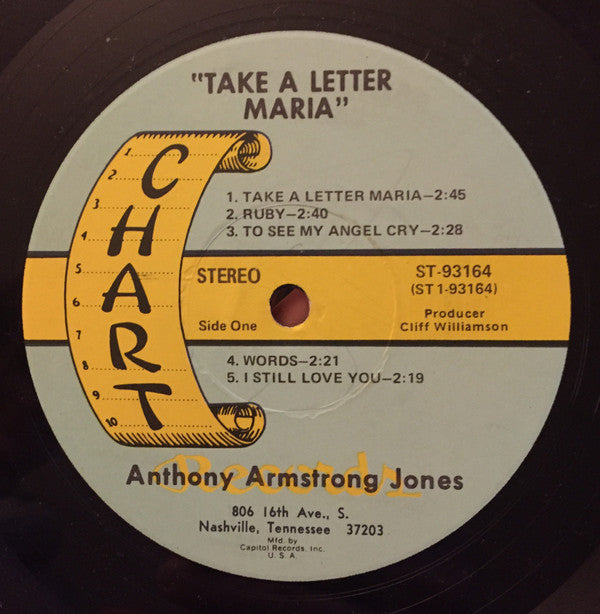 "TAKE A LETTER
MARIA"
CHART
1
2
3
4
5
6
7
8
9
10
1. TAKE A LETTER MARIA—2:45
2. RUBY—2:40
3. TO SEE MY ANGEL CRY—2:28
STEREO
ST-93164
(ST1-93164)
Side One
Producer
Cliff Williamson
4. WORDS—2:21
5. I STILL LOVE YOU—2:19
Records
Anthony Armstrong Jones
806 16th Ave., S.
Nashville, Tennessee 37203
Mfd. by
Capitol Records, Inc.
U. S. A.